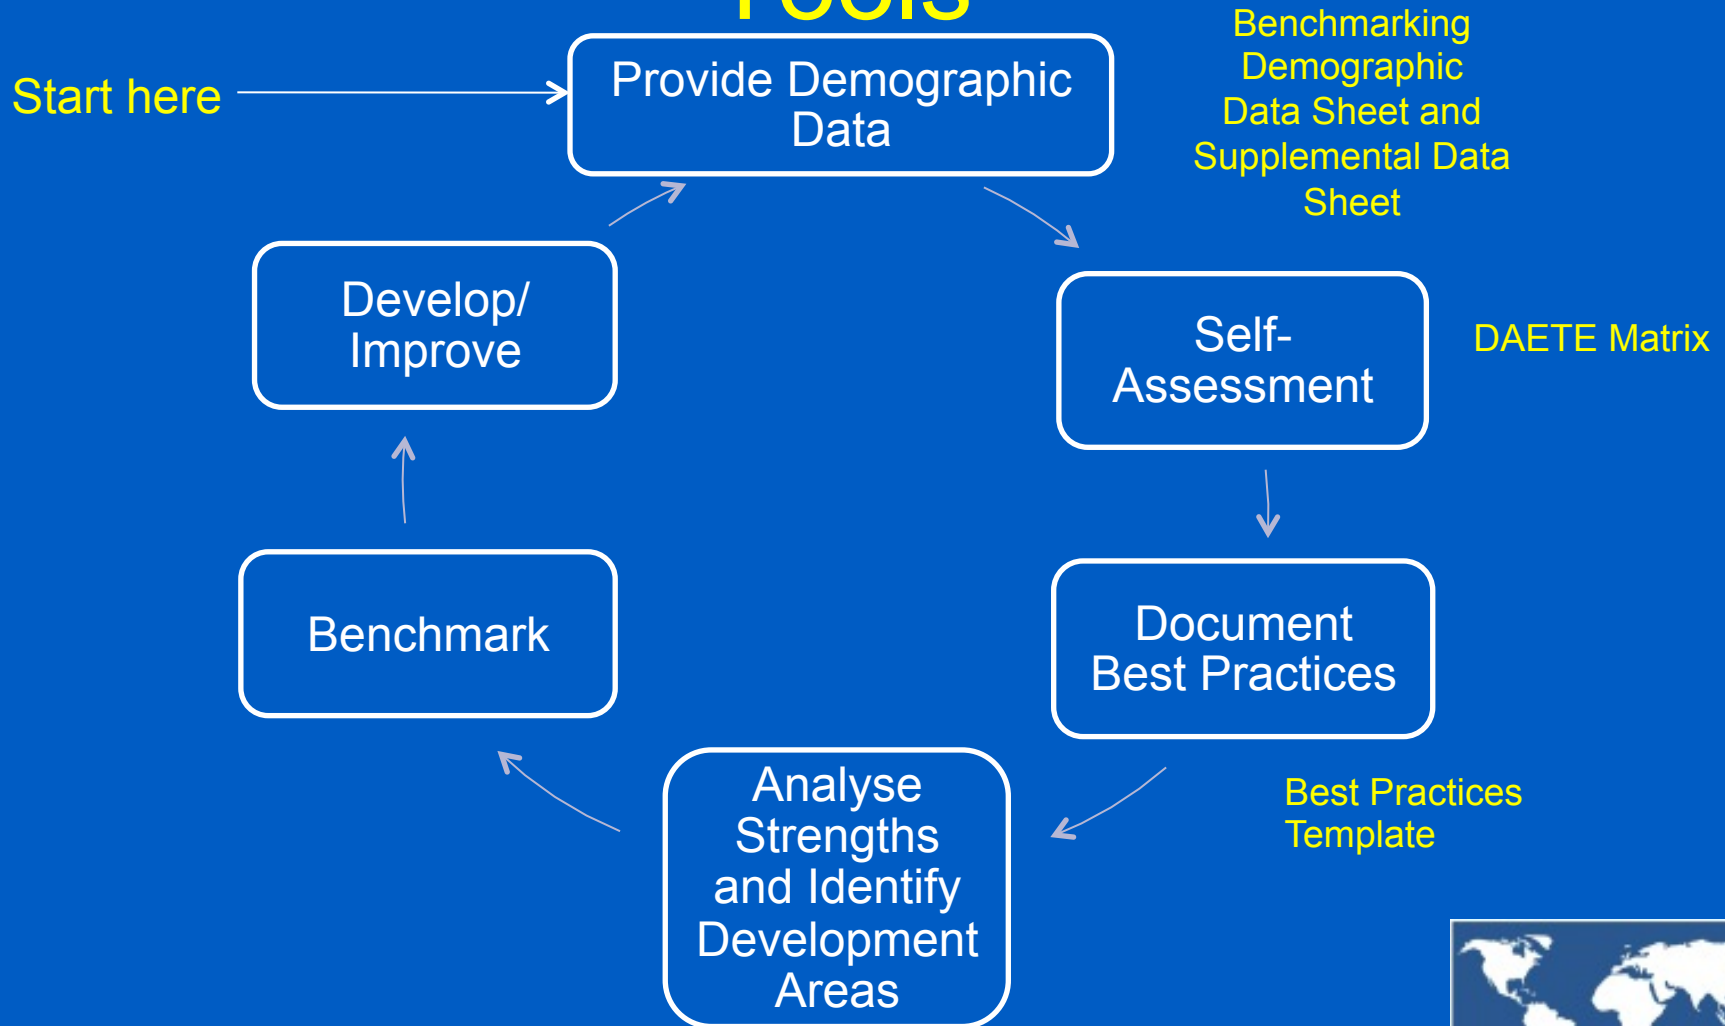 Tools
Start here
Provide Demographic
Data
Benchmarking
Demographic
Data Sheet and
Supplemental Data
Sheet
Self-
Assessment
DAETE Matrix
Document
Best Practices
Best Practices
Template
Analyse
Strengths
and Identify
Development
Areas
Benchmark
Develop/
Improve